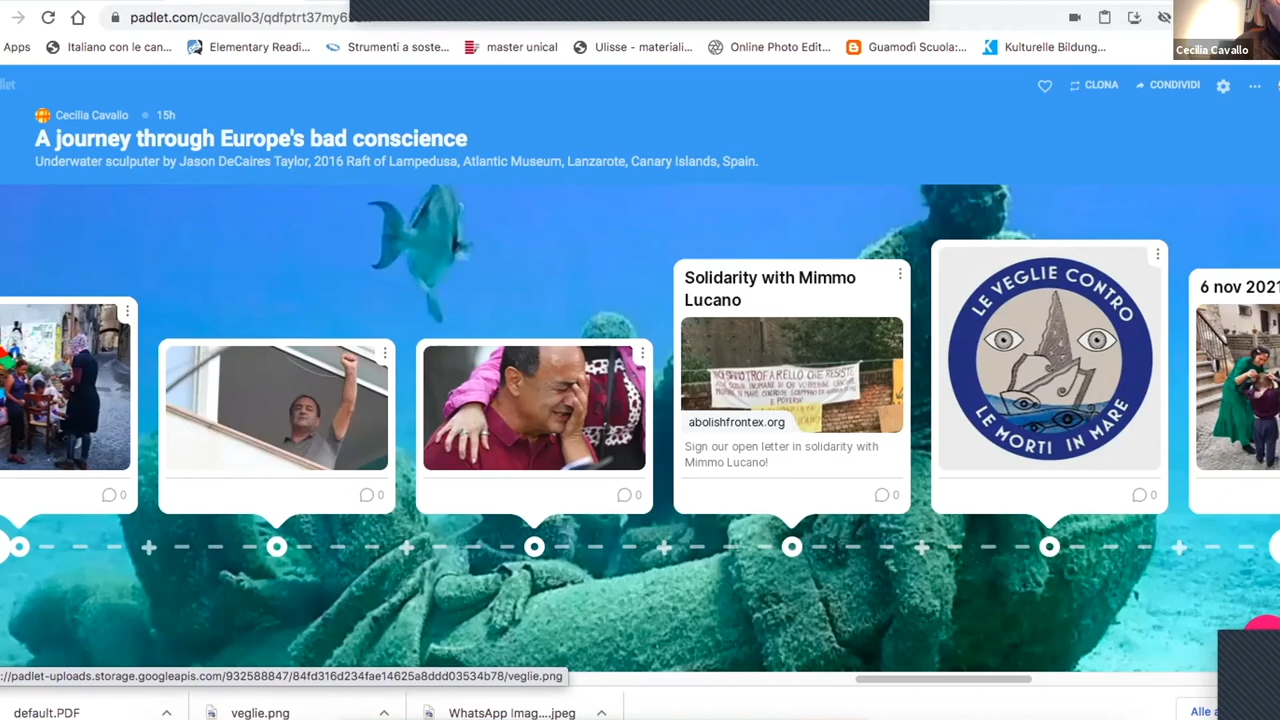 padlet.com/ccavallo3/qdfptrt37my6
Cecilia Cavallo
Apps
Italiano con le can...
Elementary Readi...
Strumenti a soste...
master unical
Ulisse - materiali...
Online Photo Edit...
Guamodì Scuola:...
Kulturelle Bildung...
CLONA
CONDIVIDI
Cecilia Cavallo
15h
A journey through Europe's bad conscience
Underwater sculputer by Jason DeCaires Taylor, 2016 Raft of Lampedusa, Atlantic Museum, Lanzarote, Canary Islands, Spain.
Solidarity with Mimmo
Lucano
abolishfrontex.org
Sign our open letter in solidarity with
Mimmo Lucano!
LE VEGLIE CONTRO
LE MORTI IN MARE
6 nov 2021
0
0
0
0
0
://padlet-uploads.storage.googleapis.com/932588847/84fd316d234fae14625a8ddd03534b78/veglie.png
default.PDF
veglie.png
WhatsApp Imag....jpeg
Alle